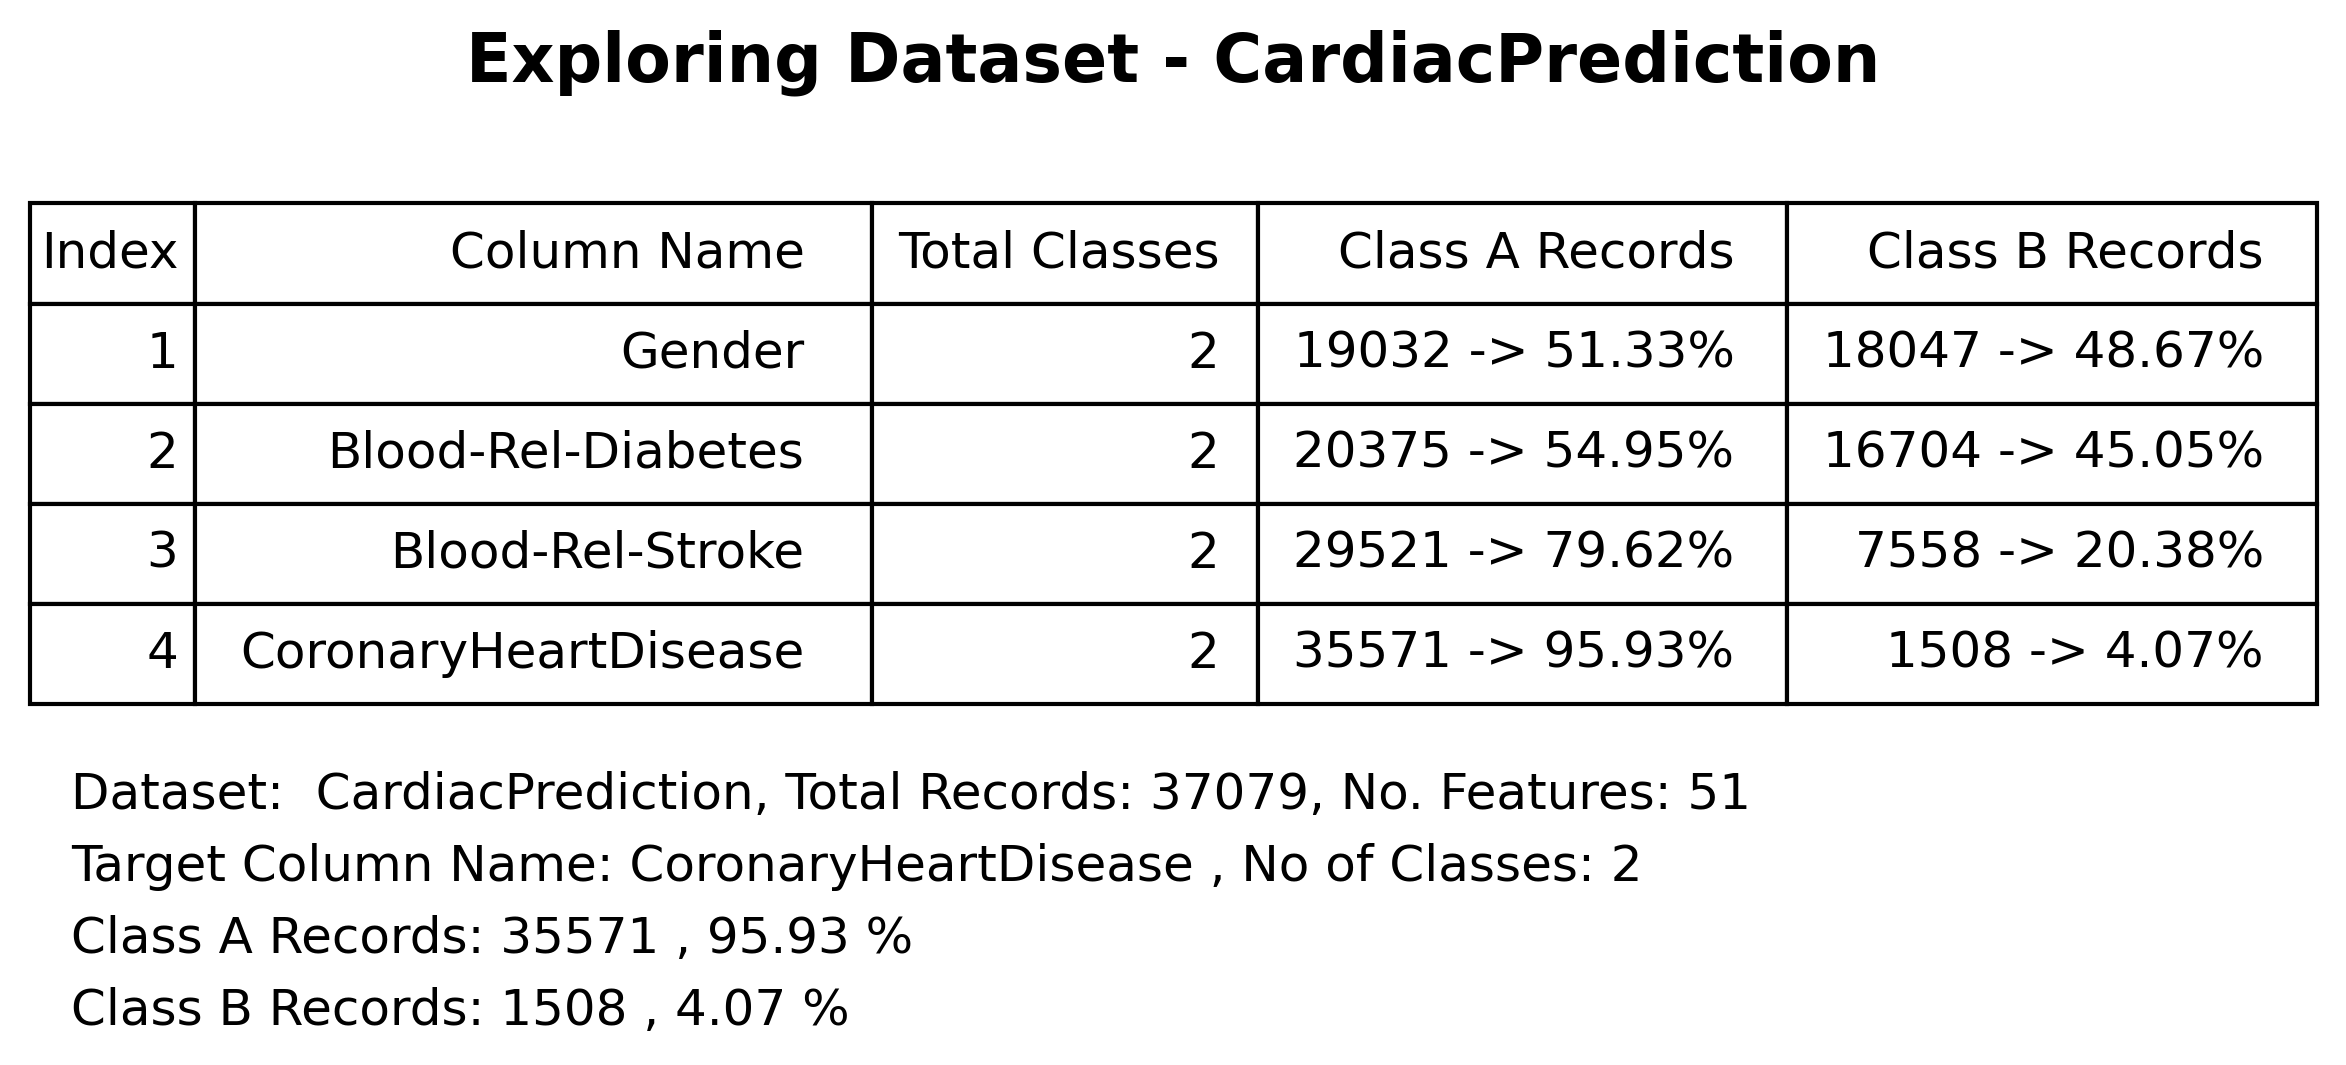 Exploring Dataset - CardiacPrediction
Index Column Name Total Classes Class A Records Class B Records
1 Gender 2 19032 -> 51.33% 18047 -> 48.67%
2 Blood-Rel-Diabetes 2 20375 -> 54.95% 16704 -> 45.05%
3 Blood-Rel-Stroke 2 29521 -> 79.62% 7558 -> 20.38%
4 CoronaryHeartDisease 2 35571 -> 95.93% 1508 -> 4.07%
Dataset:  CardiacPrediction, Total Records: 37079, No. Features: 51
Target Column Name: CoronaryHeartDisease , No of Classes: 2
Class A Records: 35571 , 95.93 %
Class B Records: 1508 , 4.07 %